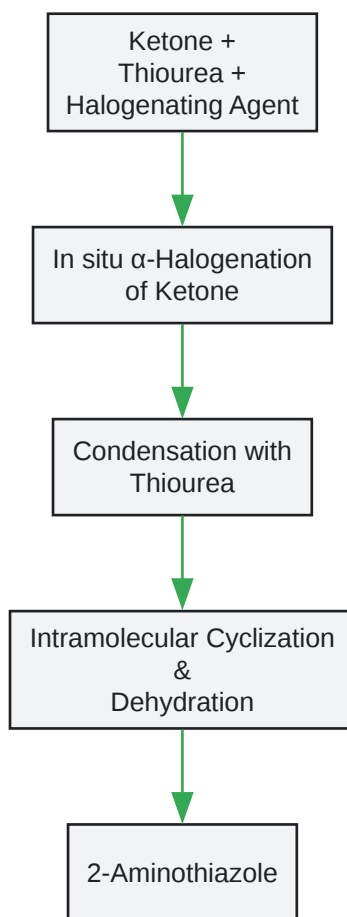 Ketone +
Thiourea +
Halogenating Agent
In situ α-Halogenation
of Ketone
Condensation with
Thiourea
Intramolecular Cyclization
&
Dehydration
2-Aminothiazole